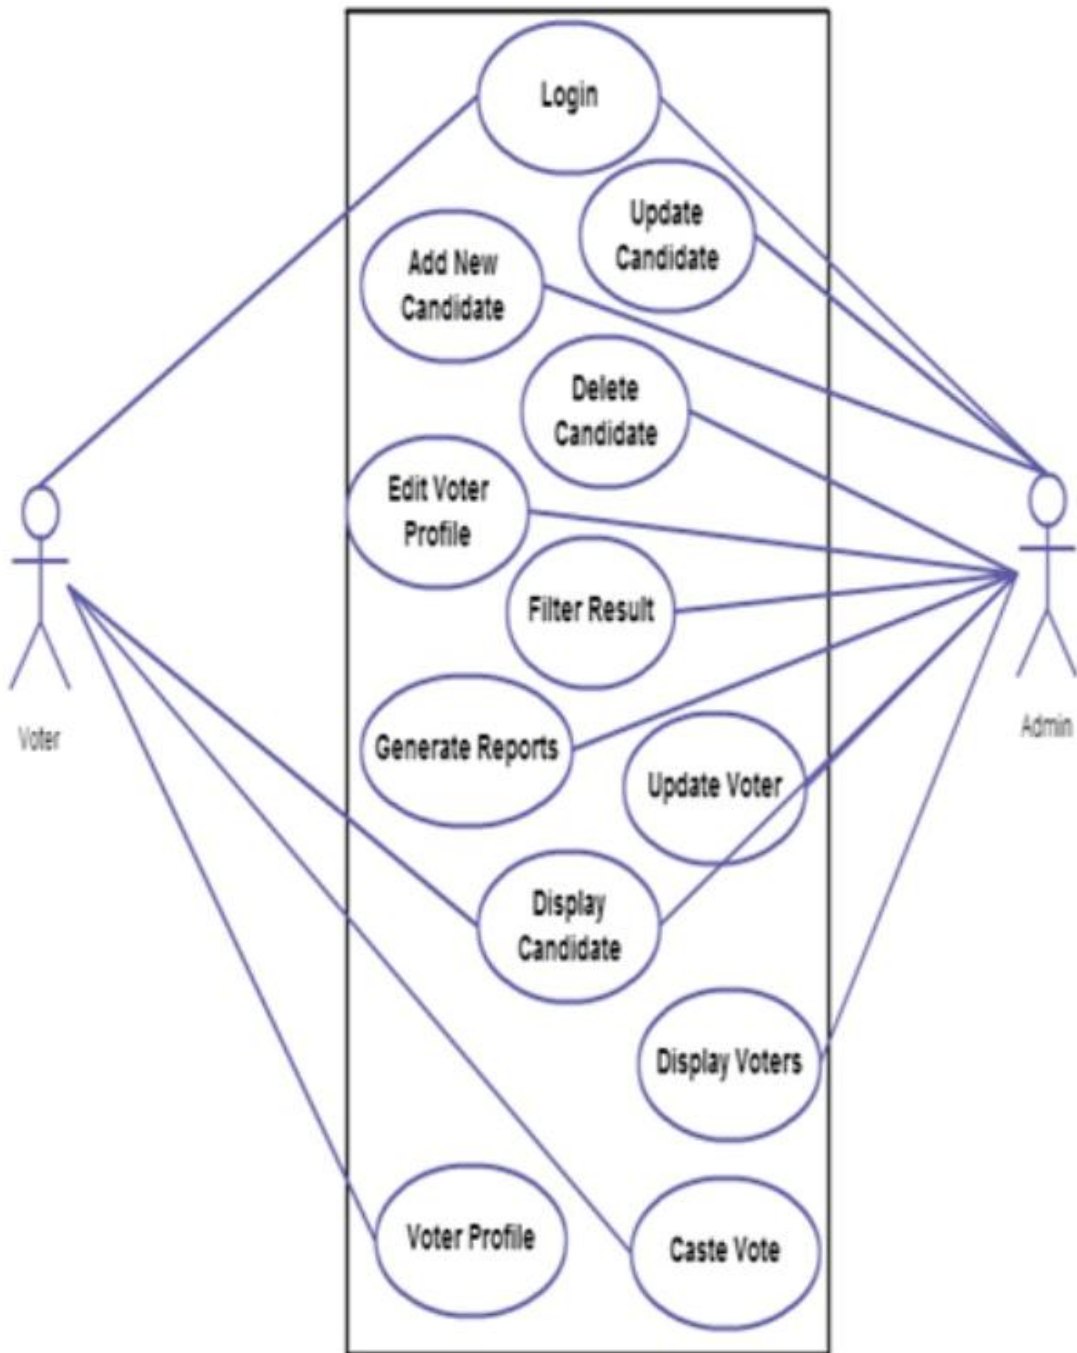 Login
Update
Candidate
Add New
Candidate
Delete
Candidate
Edit Voter
Profile
Filter Result
Voter
Admin
Generate Reports
Update Voter
Display
Candidate
Display Voters
Voter Profile
Caste Vote